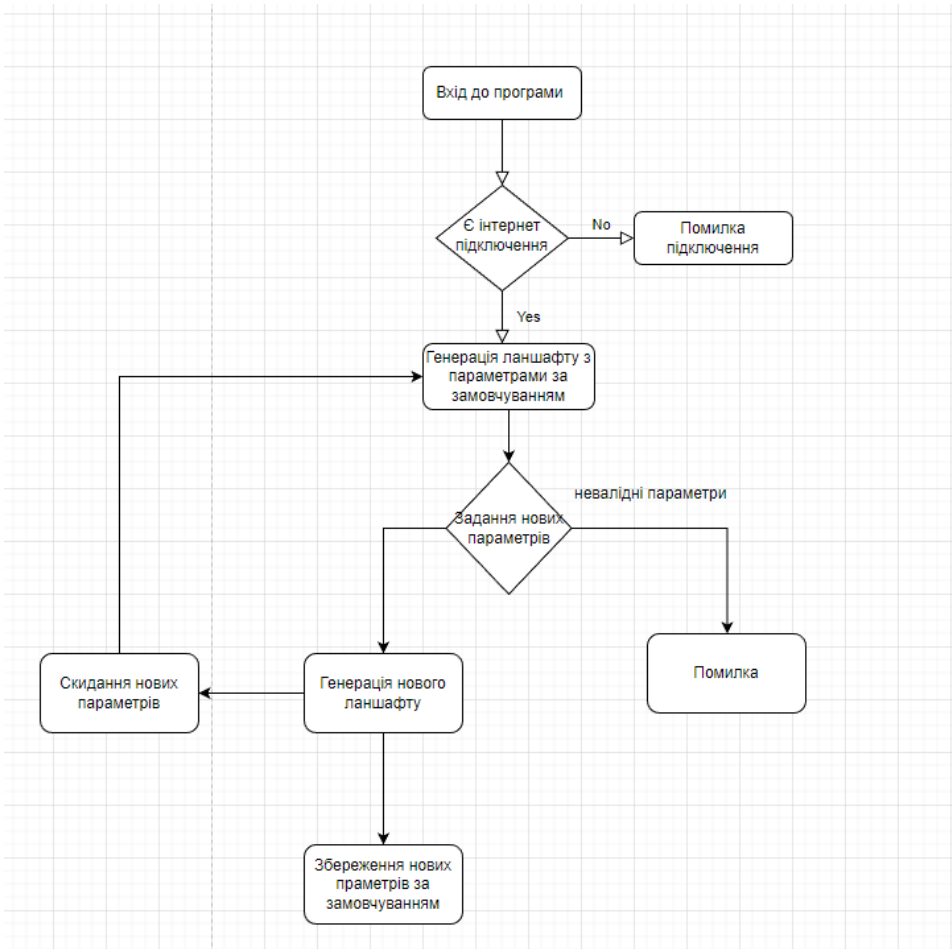 Вхід до програми
Є інтернет
підключення
No
Помилка
підключення
Yes
Генерація ланшафту з
параметрами за
замовчуванням
невалідні параметри
Задання нових
параметрів
Скидання нових
параметрів
Генерація нового
ланшафту
Помилка
Збереження нових
праметрів за
замовчуванням